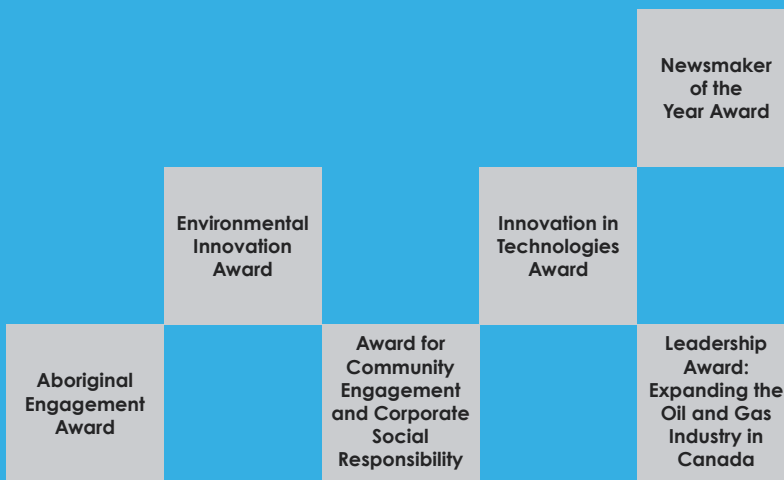 Newsmaker
of the
Year Award
Environmental
Innovation
Award
Innovation in
Technologies
Award
Aboriginal
Engagement
Award
Award for
Community
Engagement
and Corporate
Social
Responsibility
Leadership
Award:
Expanding the
Oil and Gas
Industry in
Canada